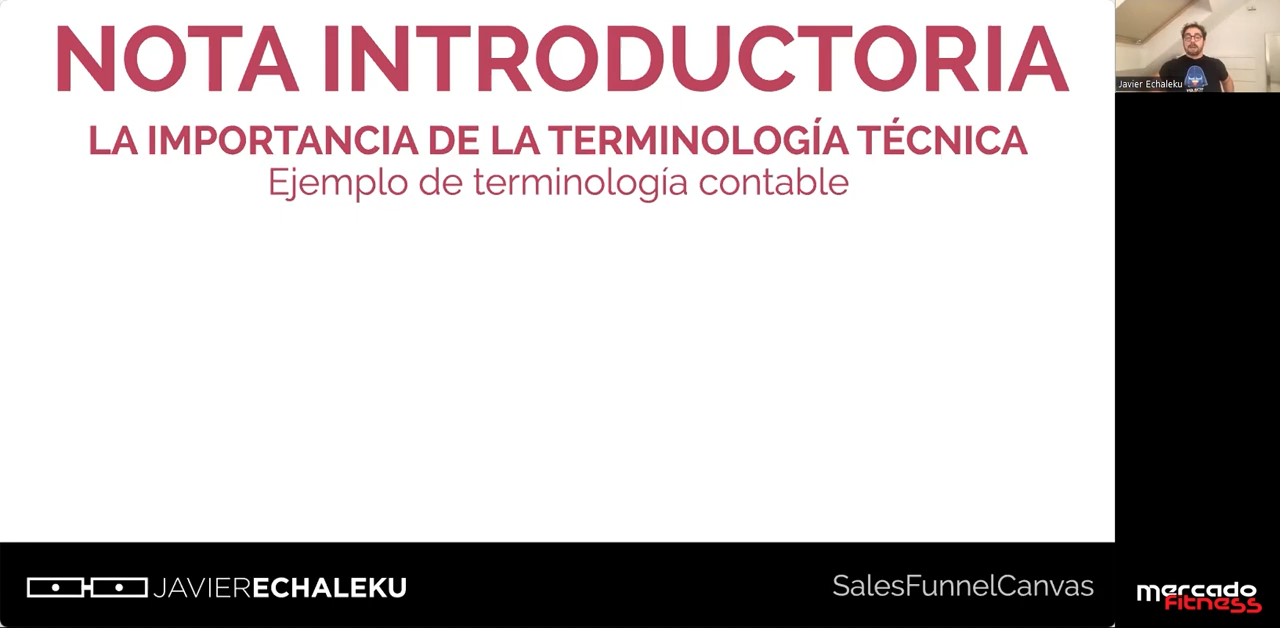 NOTA INTRODUCTORIA
LA IMPORTANCIA DE LA TERMINOLOGÍA TÉCNICA
Ejemplo de terminología contable
Javier Echaleku
JAVIERECHALEKU
SalesFunnelCanvas
mercado
fitness